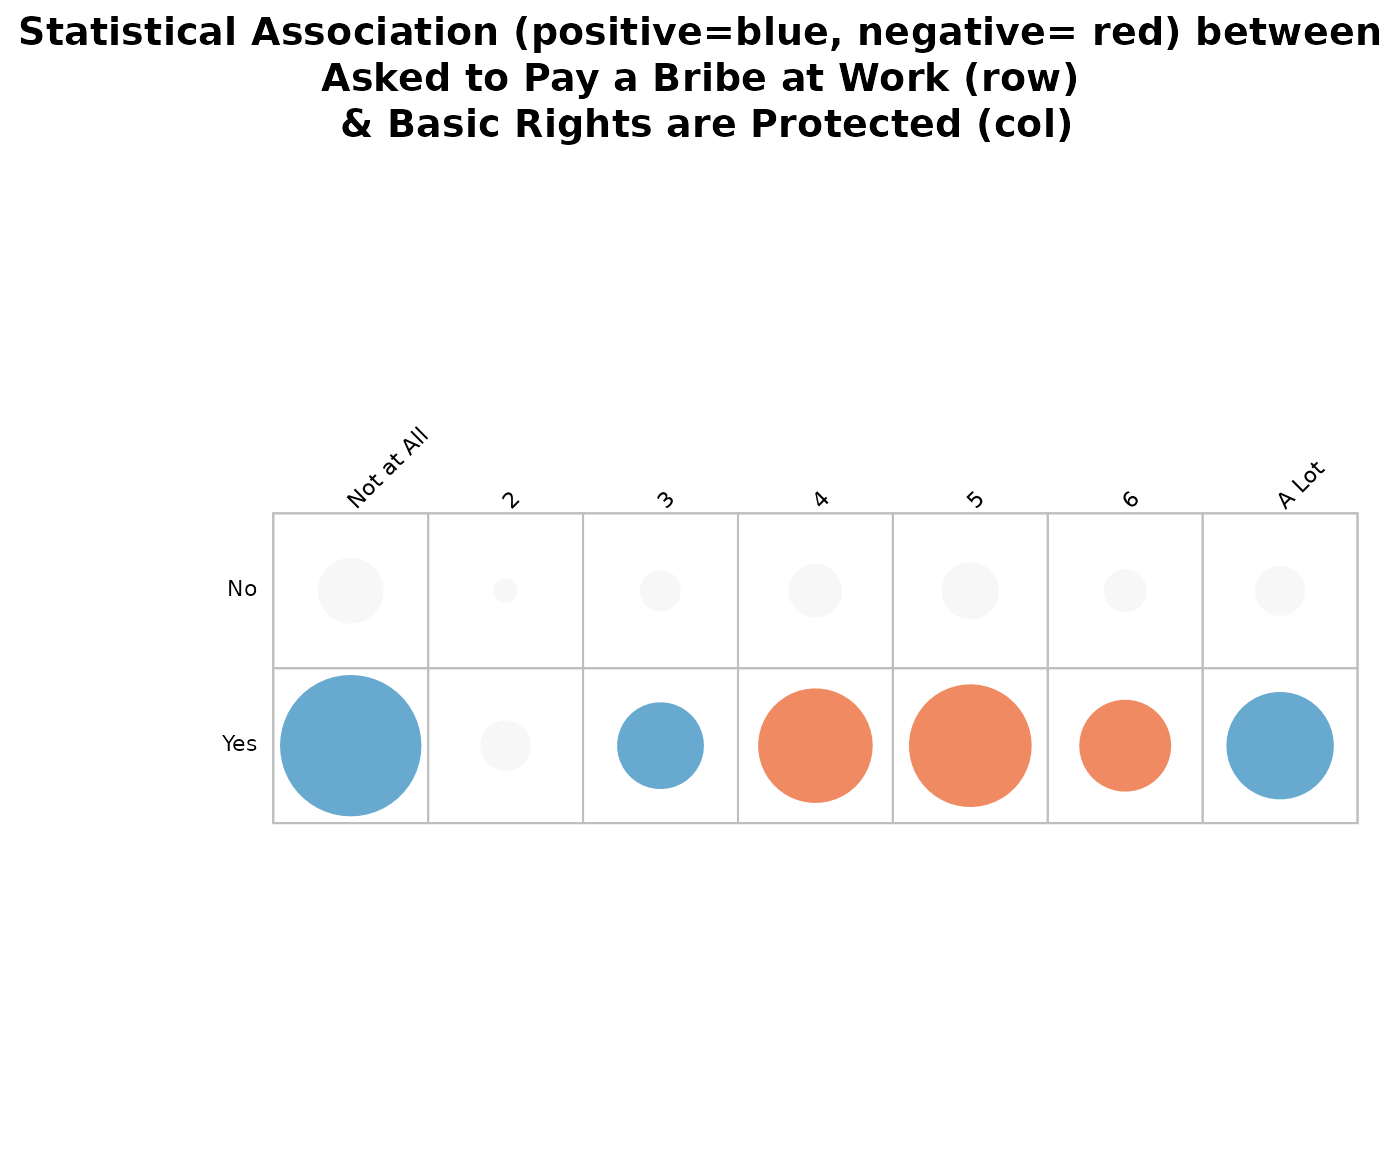 Statistical Association (positive=blue, negative= red) between
Asked to Pay a Bribe at Work (row)
& Basic Rights are Protected (col)
Not at All
2
3
4
5
6
A Lot
No
Yes